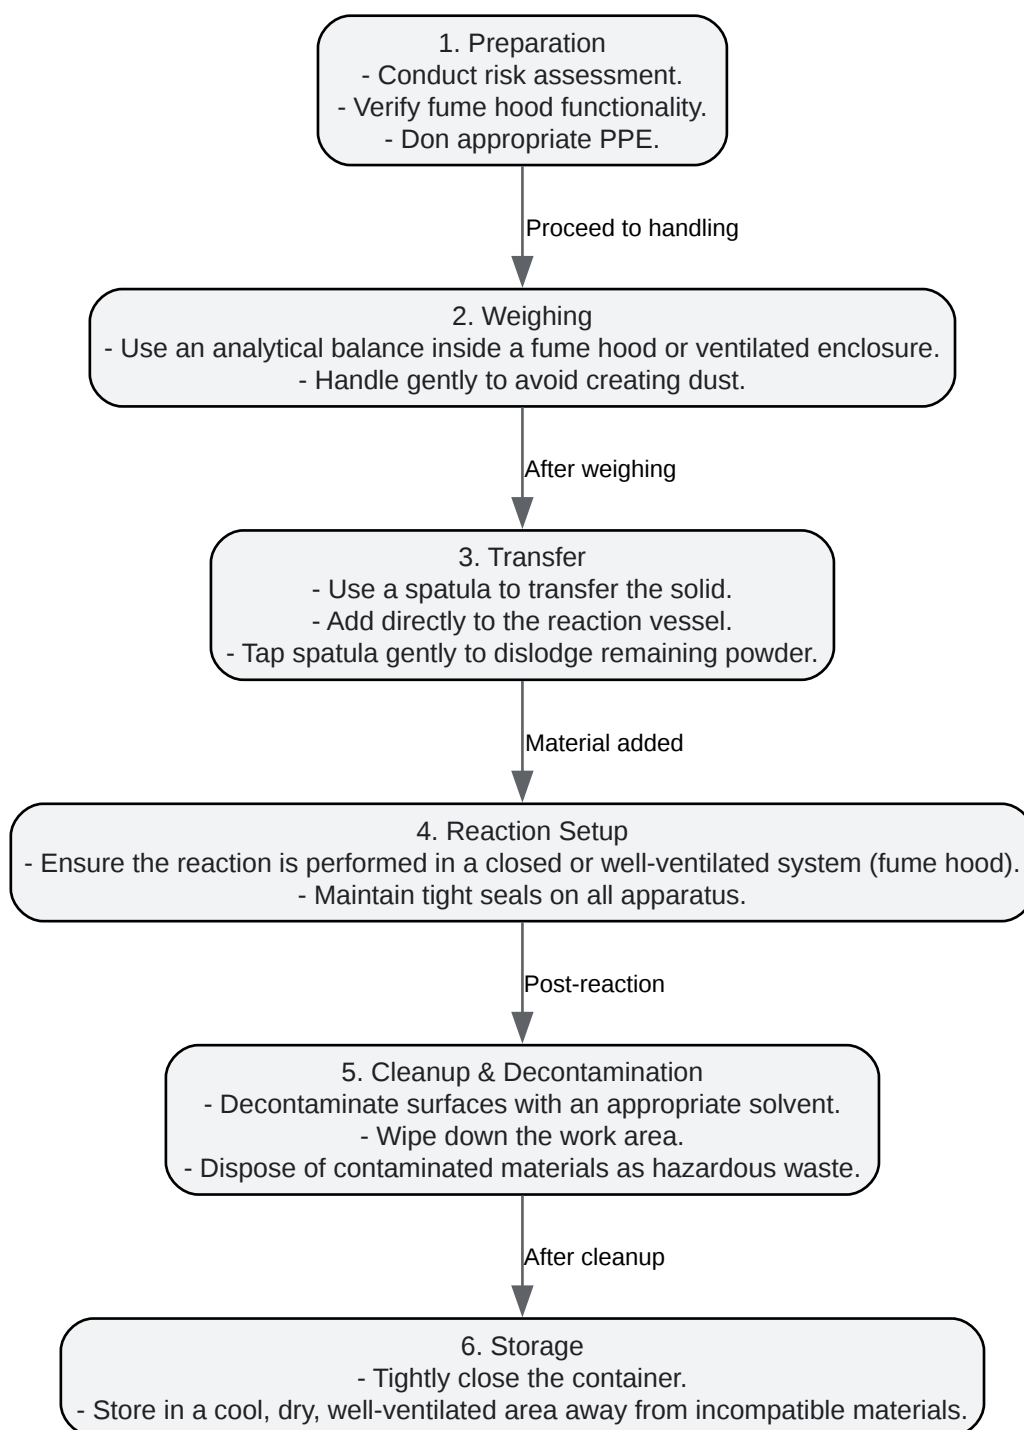 1. Preparation
- Conduct risk assessment.
- Verify fume hood functionality.
- Don appropriate PPE.
Proceed to handling
2. Weighing
- Use an analytical balance inside a fume hood or ventilated enclosure.
- Handle gently to avoid creating dust.
After weighing
3. Transfer
- Use a spatula to transfer the solid.
- Add directly to the reaction vessel.
- Tap spatula gently to dislodge remaining powder.
Material added
4. Reaction Setup
- Ensure the reaction is performed in a closed or well-ventilated system (fume hood).
- Maintain tight seals on all apparatus.
Post-reaction
5. Cleanup & Decontamination
- Decontaminate surfaces with an appropriate solvent.
- Wipe down the work area.
- Dispose of contaminated materials as hazardous waste.
After cleanup
6. Storage
- Tightly close the container.
- Store in a cool, dry, well-ventilated area away from incompatible materials.